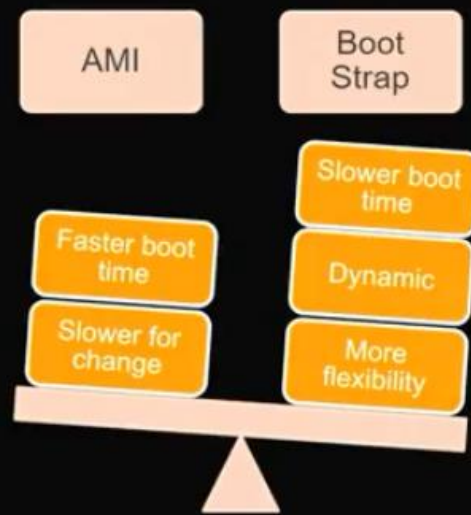 AMI
Boot
Strap
Faster boot
time
Slower for
change
Slower boot
time
Dynamic
More
flexibility